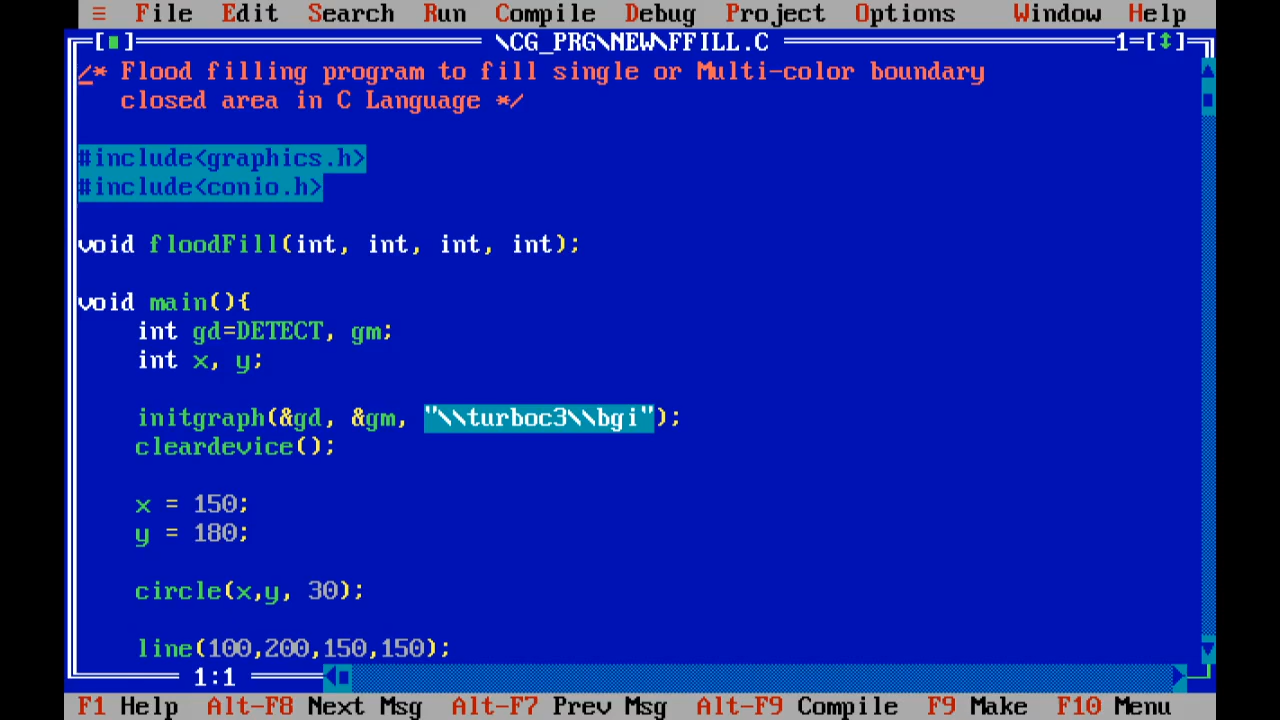 ≡ File Edit Search Run Compile Debug Project Options Window Help
[■] \CG_PRG\NEW\FFILL.C 1=[↕]
/* Flood filling program to fill single or Multi-color boundary
closed area in C Language */
#include<graphics.h>
#include<conio.h>
void floodFill(int, int, int, int);
void main(){
int gd=DETECT, gm;
int x, y;
initgraph(&gd, &gm, "\\turboc3\\bgi");
cleardevice();
x = 150;
y = 180;
circle(x,y, 30);
line(100,200,150,150);
1:1
F1 Help Alt-F8 Next Msg Alt-F7 Prev Msg Alt-F9 Compile F9 Make F10 Menu